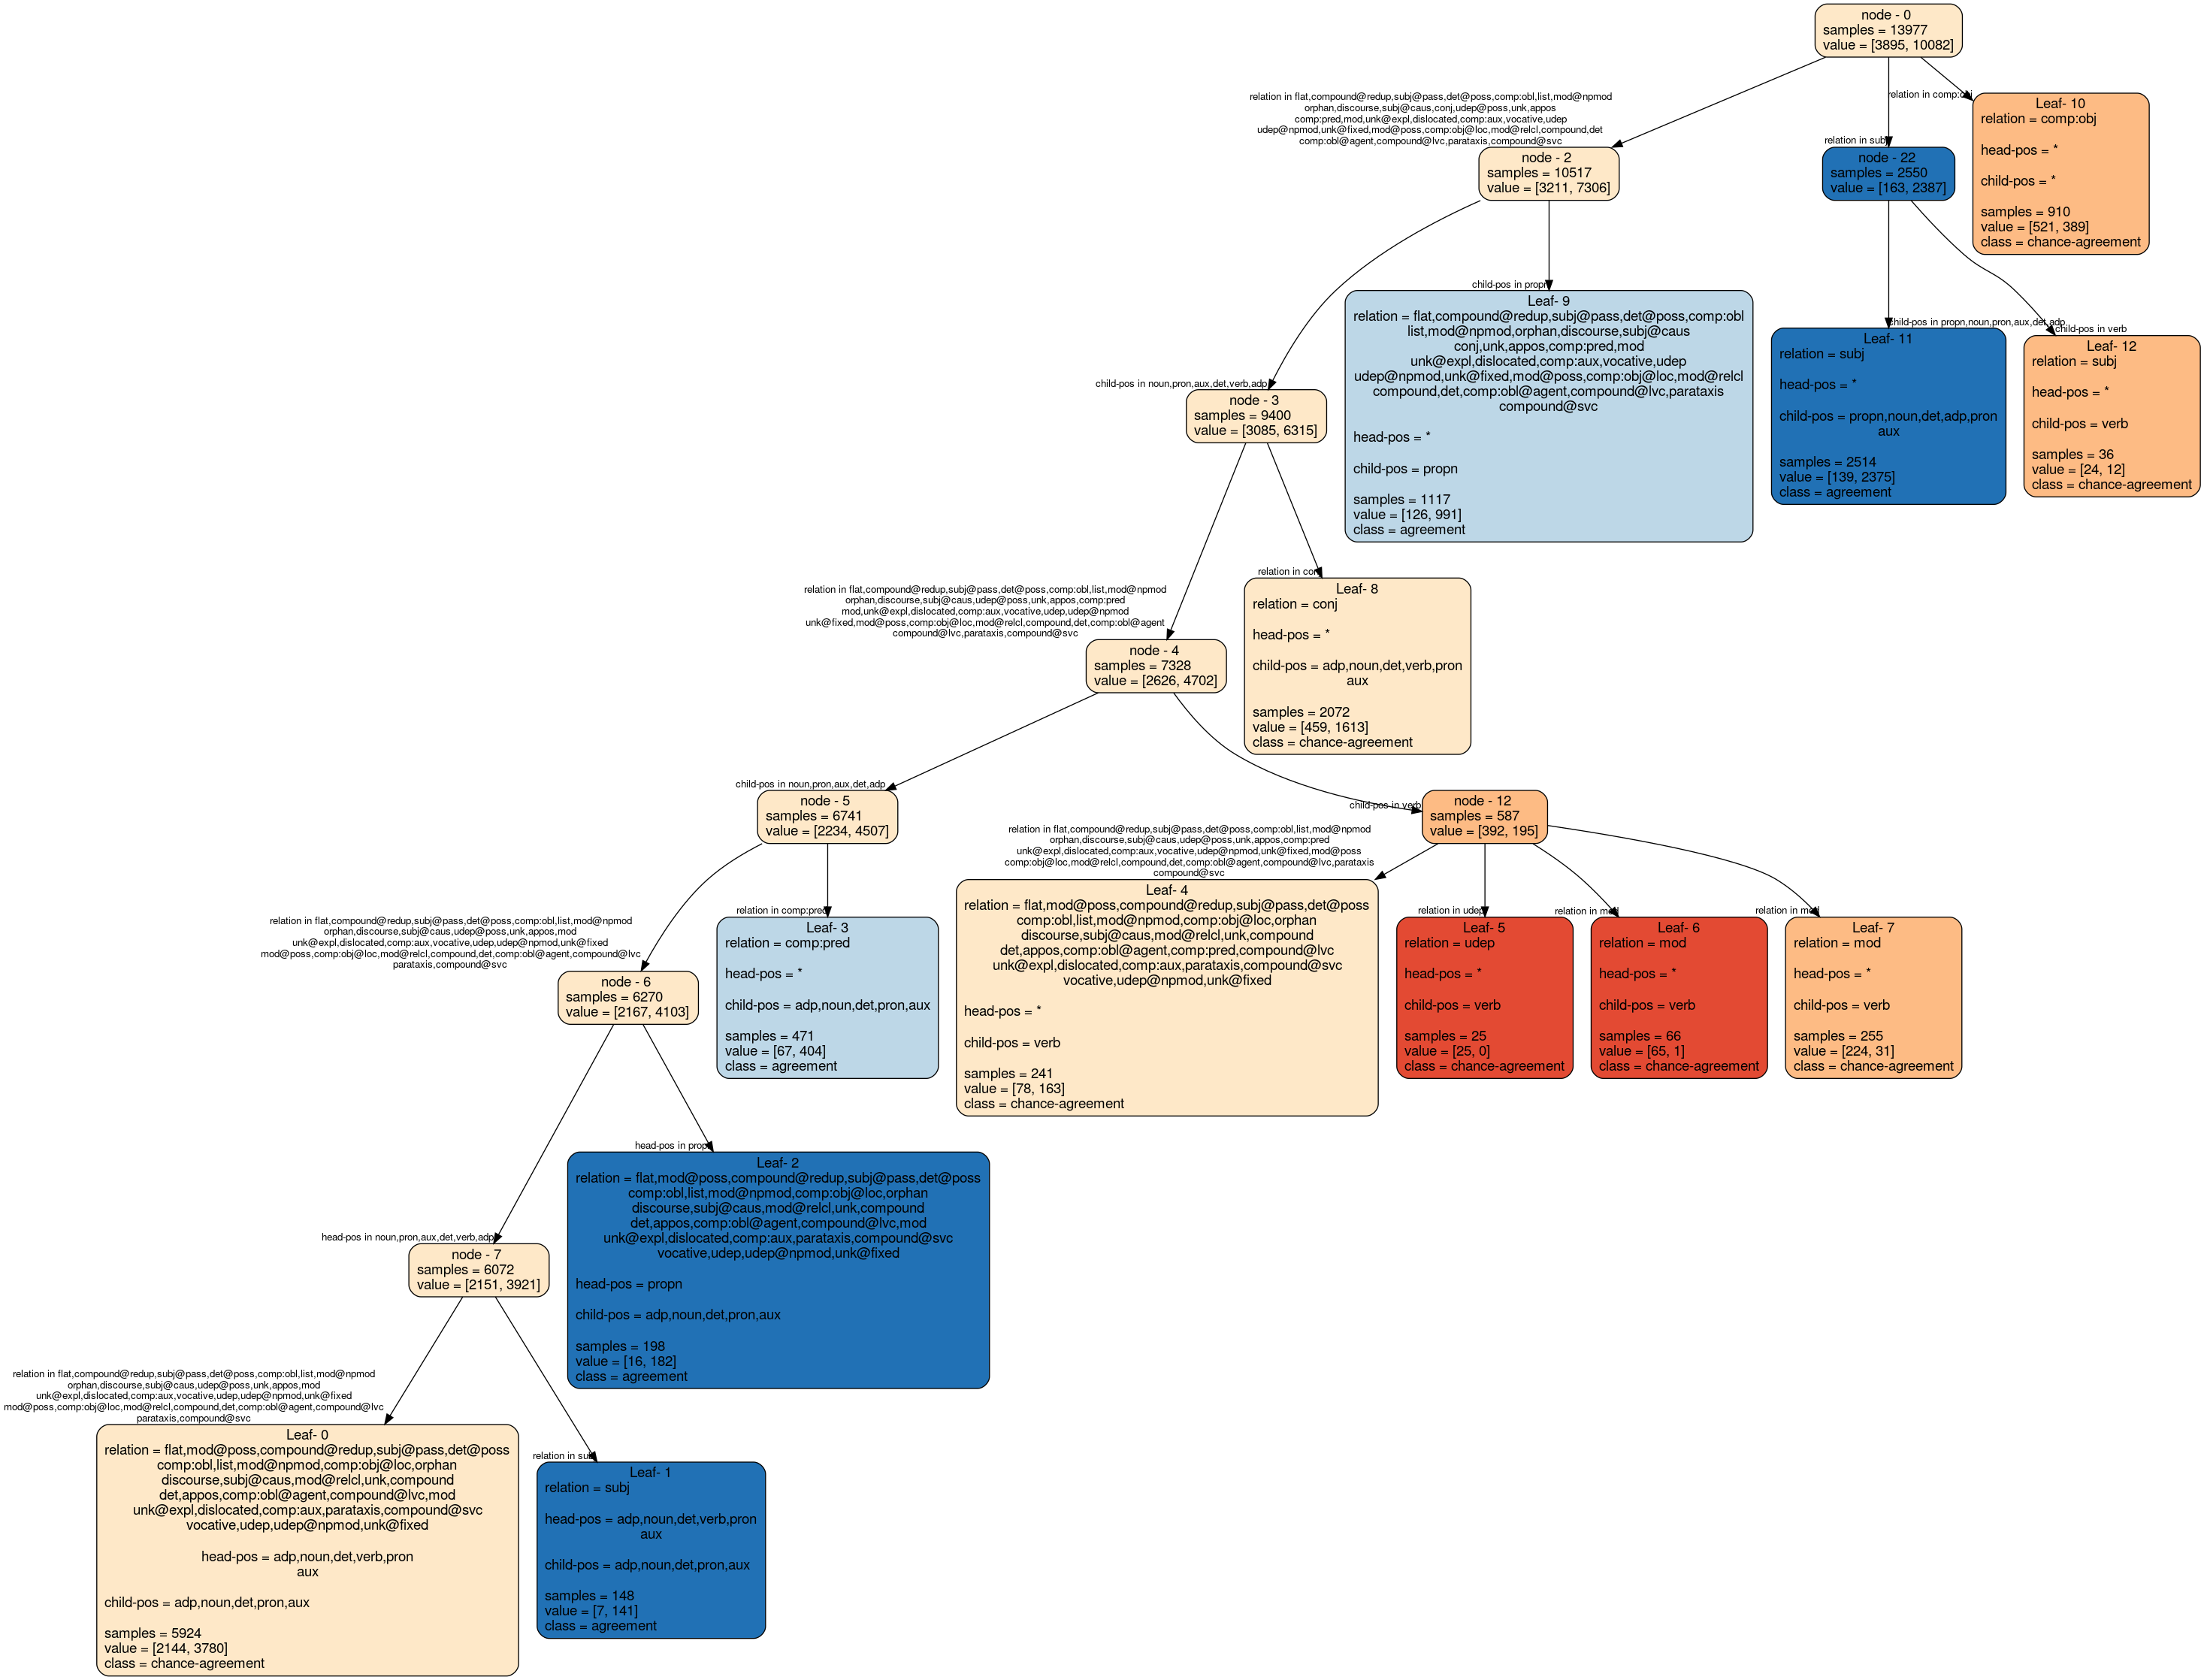 node - 0
samples = 13977
value = [3895, 10082]
relation in flat,compound@redup,subj@pass,det@poss,comp:obl,list,mod@npmod
orphan,discourse,subj@caus,conj,udep@poss,unk,appos
comp:pred,mod,unk@expl,dislocated,comp:aux,vocative,udep
udep@npmod,unk@fixed,mod@poss,comp:obj@loc,mod@relcl,compound,det
comp:obl@agent,compound@lvc,parataxis,compound@svc
relation in subj
relation in comp:obj
node - 2
samples = 10517
value = [3211, 7306]
node - 22
samples = 2550
value = [163, 2387]
Leaf- 10
relation = comp:obj
head-pos = *
child-pos = *
samples = 910
value = [521, 389]
class = chance-agreement
child-pos in noun,pron,aux,det,verb,adp
child-pos in propn
child-pos in propn,noun,pron,aux,det,adp
child-pos in verb
node - 3
samples = 9400
value = [3085, 6315]
Leaf- 9
relation = flat,compound@redup,subj@pass,det@poss,comp:obl
list,mod@npmod,orphan,discourse,subj@caus
conj,unk,appos,comp:pred,mod
unk@expl,dislocated,comp:aux,vocative,udep
udep@npmod,unk@fixed,mod@poss,comp:obj@loc,mod@relcl
compound,det,comp:obl@agent,compound@lvc,parataxis
compound@svc
head-pos = *
child-pos = propn
samples = 1117
value = [126, 991]
class = agreement
Leaf- 11
relation = subj
head-pos = *
child-pos = propn,noun,det,adp,pron
aux
samples = 2514
value = [139, 2375]
class = agreement
Leaf- 12
relation = subj
head-pos = *
child-pos = verb
samples = 36
value = [24, 12]
class = chance-agreement
relation in flat,compound@redup,subj@pass,det@poss,comp:obl,list,mod@npmod
orphan,discourse,subj@caus,udep@poss,unk,appos,comp:pred
mod,unk@expl,dislocated,comp:aux,vocative,udep,udep@npmod
unk@fixed,mod@poss,comp:obj@loc,mod@relcl,compound,det,comp:obl@agent
compound@lvc,parataxis,compound@svc
relation in conj
node - 4
samples = 7328
value = [2626, 4702]
Leaf- 8
relation = conj
head-pos = *
child-pos = adp,noun,det,verb,pron
aux
samples = 2072
value = [459, 1613]
class = chance-agreement
child-pos in noun,pron,aux,det,adp
child-pos in verb
node - 5
samples = 6741
value = [2234, 4507]
node - 12
samples = 587
value = [392, 195]
relation in flat,compound@redup,subj@pass,det@poss,comp:obl,list,mod@npmod
orphan,discourse,subj@caus,udep@poss,unk,appos,comp:pred
unk@expl,dislocated,comp:aux,vocative,udep@npmod,unk@fixed,mod@poss
comp:obj@loc,mod@relcl,compound,det,comp:obl@agent,compound@lvc,parataxis
compound@svc
relation in udep
relation in mod
relation in mod
relation in flat,compound@redup,subj@pass,det@poss,comp:obl,list,mod@npmod
orphan,discourse,subj@caus,udep@poss,unk,appos,mod
unk@expl,dislocated,comp:aux,vocative,udep,udep@npmod,unk@fixed
mod@poss,comp:obj@loc,mod@relcl,compound,det,comp:obl@agent,compound@lvc
parataxis,compound@svc
relation in comp:pred
node - 6
samples = 6270
value = [2167, 4103]
Leaf- 3
relation = comp:pred
head-pos = *
child-pos = adp,noun,det,pron,aux
samples = 471
value = [67, 404]
class = agreement
Leaf- 4
relation = flat,mod@poss,compound@redup,subj@pass,det@poss
comp:obl,list,mod@npmod,comp:obj@loc,orphan
discourse,subj@caus,mod@relcl,unk,compound
det,appos,comp:obl@agent,comp:pred,compound@lvc
unk@expl,dislocated,comp:aux,parataxis,compound@svc
vocative,udep@npmod,unk@fixed
head-pos = *
child-pos = verb
samples = 241
value = [78, 163]
class = chance-agreement
Leaf- 5
relation = udep
head-pos = *
child-pos = verb
samples = 25
value = [25, 0]
class = chance-agreement
Leaf- 6
relation = mod
head-pos = *
child-pos = verb
samples = 66
value = [65, 1]
class = chance-agreement
Leaf- 7
relation = mod
head-pos = *
child-pos = verb
samples = 255
value = [224, 31]
class = chance-agreement
head-pos in noun,pron,aux,det,verb,adp
head-pos in propn
node - 7
samples = 6072
value = [2151, 3921]
Leaf- 2
relation = flat,mod@poss,compound@redup,subj@pass,det@poss
comp:obl,list,mod@npmod,comp:obj@loc,orphan
discourse,subj@caus,mod@relcl,unk,compound
det,appos,comp:obl@agent,compound@lvc,mod
unk@expl,dislocated,comp:aux,parataxis,compound@svc
vocative,udep,udep@npmod,unk@fixed
head-pos = propn
child-pos = adp,noun,det,pron,aux
samples = 198
value = [16, 182]
class = agreement
relation in flat,compound@redup,subj@pass,det@poss,comp:obl,list,mod@npmod
orphan,discourse,subj@caus,udep@poss,unk,appos,mod
unk@expl,dislocated,comp:aux,vocative,udep,udep@npmod,unk@fixed
mod@poss,comp:obj@loc,mod@relcl,compound,det,comp:obl@agent,compound@lvc
parataxis,compound@svc
relation in subj
Leaf- 0
relation = flat,mod@poss,compound@redup,subj@pass,det@poss
comp:obl,list,mod@npmod,comp:obj@loc,orphan
discourse,subj@caus,mod@relcl,unk,compound
det,appos,comp:obl@agent,compound@lvc,mod
unk@expl,dislocated,comp:aux,parataxis,compound@svc
vocative,udep,udep@npmod,unk@fixed
head-pos = adp,noun,det,verb,pron
aux
child-pos = adp,noun,det,pron,aux
samples = 5924
value = [2144, 3780]
class = chance-agreement
Leaf- 1
relation = subj
head-pos = adp,noun,det,verb,pron
aux
child-pos = adp,noun,det,pron,aux
samples = 148
value = [7, 141]
class = agreement